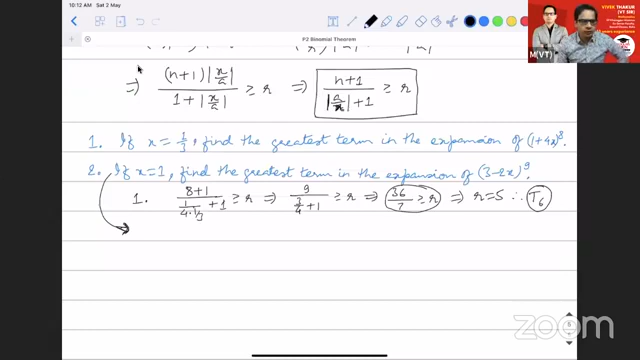 10:12 AM Sat 2 May
P2 Binomial Theorem
VIVEK THAKUR
(VT SIR)
M(VT)
⇒ (n+1)|x/a| / 1+|x/a| ≥ r ⇒ n+1 / |a/x|+1 ≥ r
1. If x = 1/3, find the greatest term in the expansion of (1+4x)^8.
2. If x=1, find the greatest term in the expansion of (3-2x)^9.
1. 8+1 / (1/4·1/3 + 1) ≥ r ⇒ 9 / (3/4 + 1) ≥ r ⇒ 36/7 ≥ r ⇒ r=5 ∴ T6
zoom